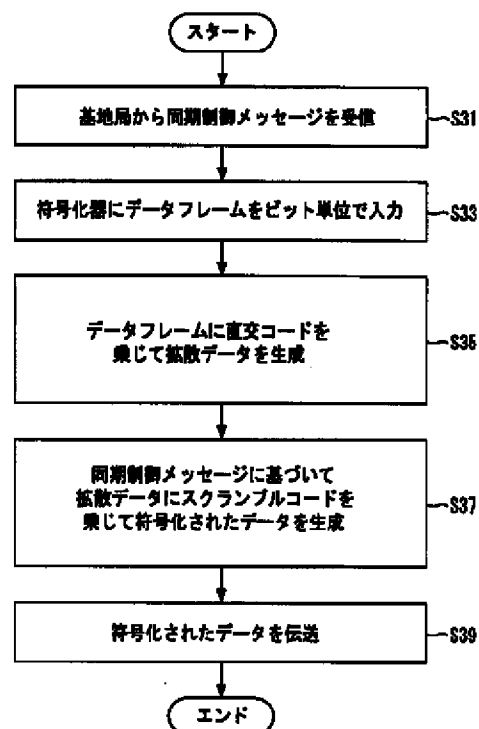 スタート
基地局から同期制御メッセージを受信
S31
符号化器にデータフレームをビット単位で入力
S33
データフレームに直交コードを
乗じて拡散データを生成
S35
同期制御メッセージに基づいて
拡散データにスクランブルコードを
乗じて符号化されたデータを生成
S37
符号化されたデータを伝送
S39
エンド